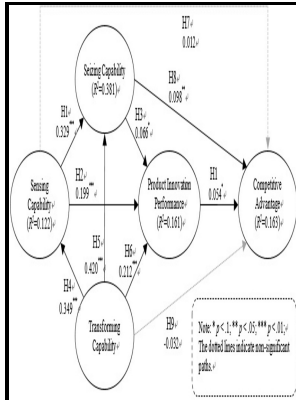 H7
0.012
Seizing Capability
(R²=0.381)
H8
0.098**
H1
0.329***
H3
0.066*
H2
0.199***
Sensing
Capability
(R²=0.122)
Product Innovation
Performance
(R²=0.161)
H1
0.054*
Competitive
Advantage
(R²=0.163)
H5
0.420***
H6
0.212***
H4
0.349***
Transforming
Capability
H9
-0.032
Note: * p < .1; ** p < .05; *** p < .01;
The dotted lines indicate non-significant
paths.